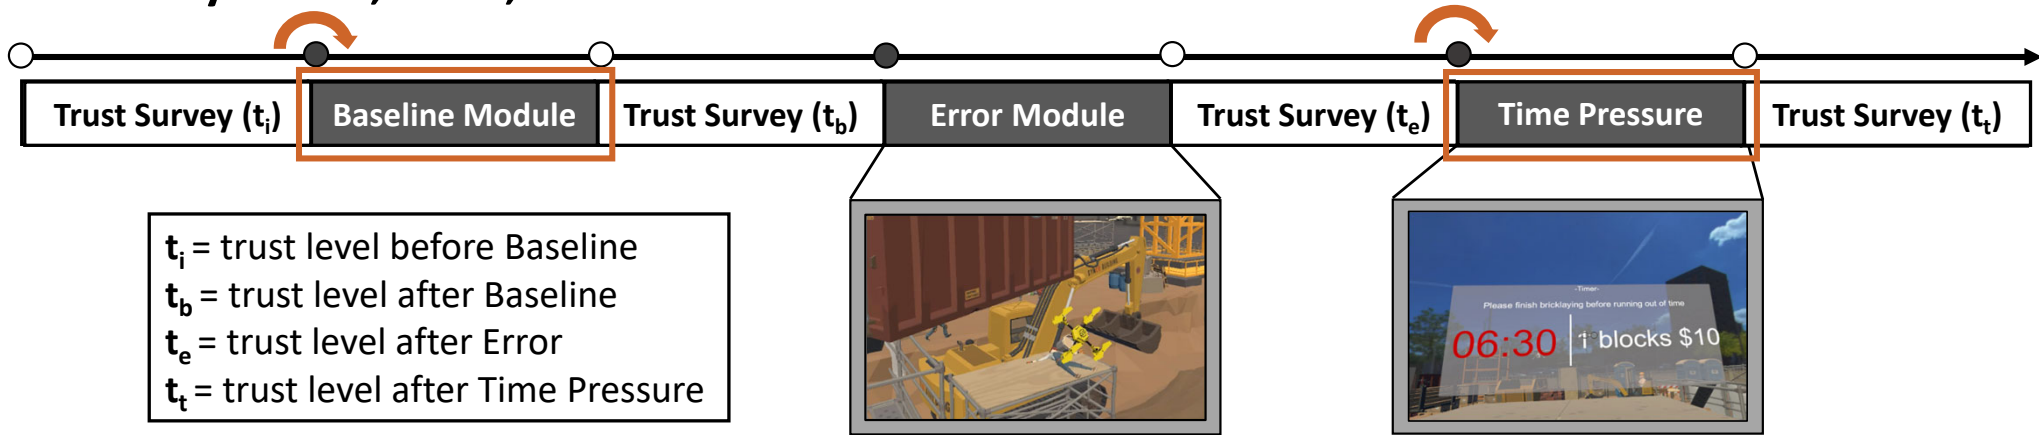 Trust Survey (ti)
Baseline Module
Trust Survey (tb)
Error Module
Trust Survey (te)
Time Pressure
Trust Survey (tt)
ti = trust level before Baseline
tb = trust level after Baseline
te = trust level after Error
tt = trust level after Time Pressure
-Timer-
Please finish bricklaying before running out of time
06:30
1 blocks $10